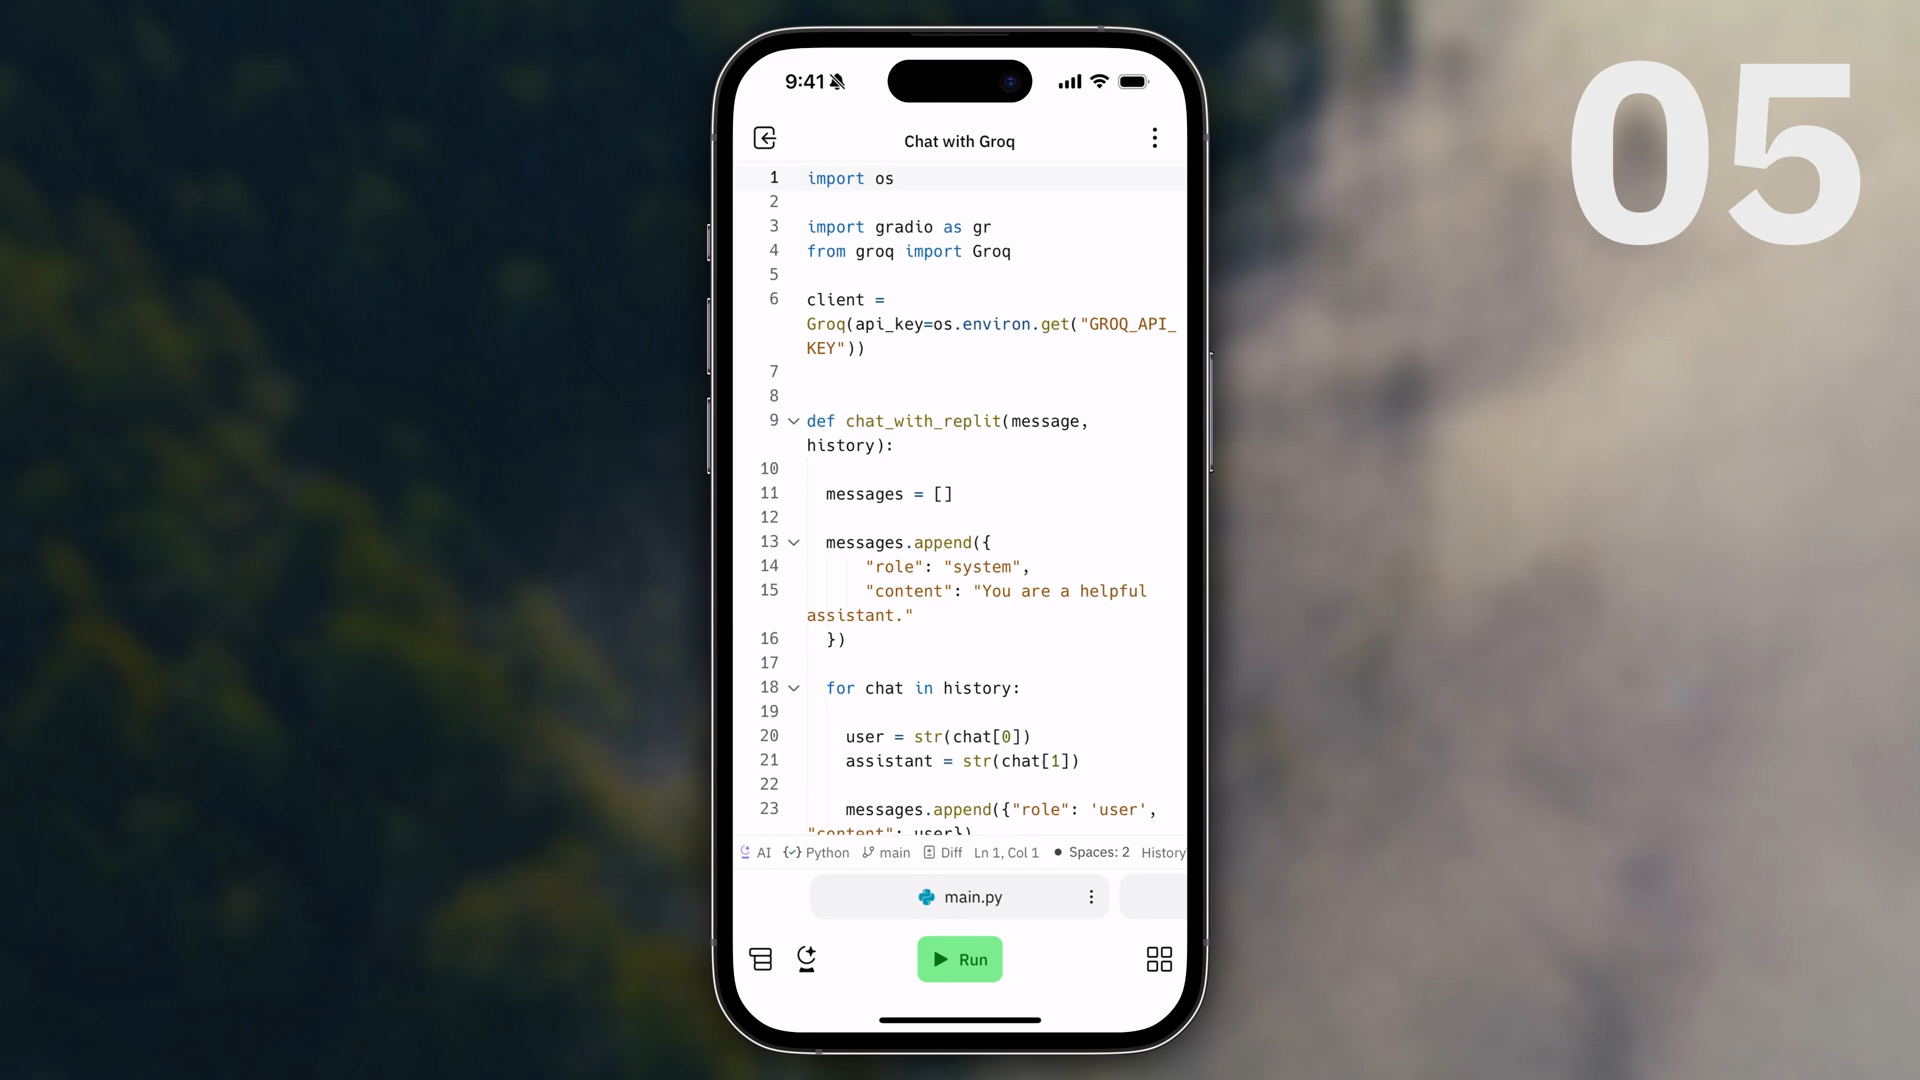 05
9:41
Chat with Groq
1 import os
2
3 import gradio as gr
4 from groq import Groq
5
6 client =
Groq(api_key=os.environ.get("GROQ_API_
KEY"))
7
8
9 def chat_with_replit(message,
history):
10
11 messages = []
12
13 messages.append({
14 "role": "system",
15 "content": "You are a helpful
assistant."
16 })
17
18 for chat in history:
19
20 user = str(chat[0])
21 assistant = str(chat[1])
22
23 messages.append({"role": 'user',
"content": user})
AI Python main Diff Ln 1, Col 1 Spaces: 2 History
main.py
Run